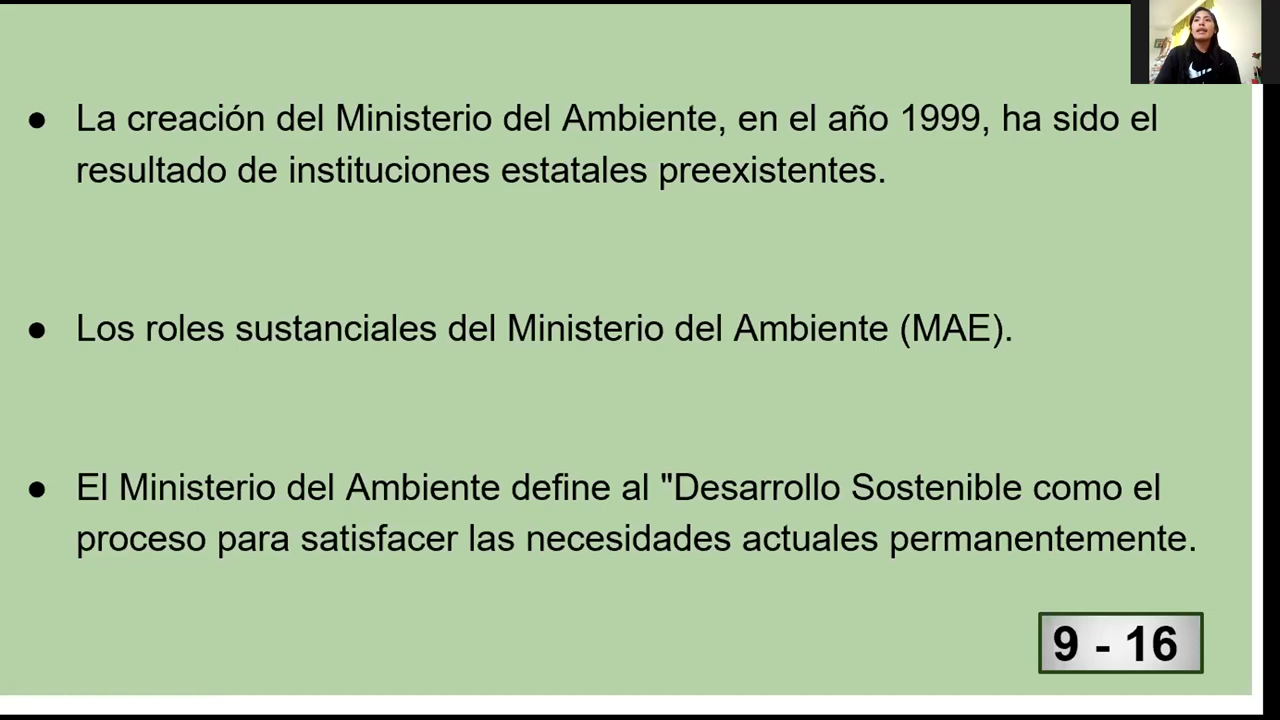 ● La creación del Ministerio del Ambiente, en el año 1999, ha sido el
resultado de instituciones estatales preexistentes.
● Los roles sustanciales del Ministerio del Ambiente (MAE).
● El Ministerio del Ambiente define al "Desarrollo Sostenible como el
proceso para satisfacer las necesidades actuales permanentemente.
9 - 16